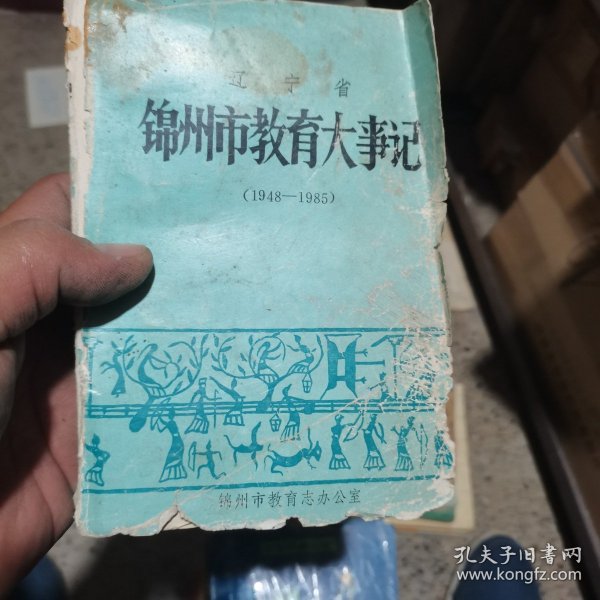 辽宁省
锦州市教育大事记
(1948—1985)
锦州市教育志办公室
孔夫子旧书网
www.kongfz.com